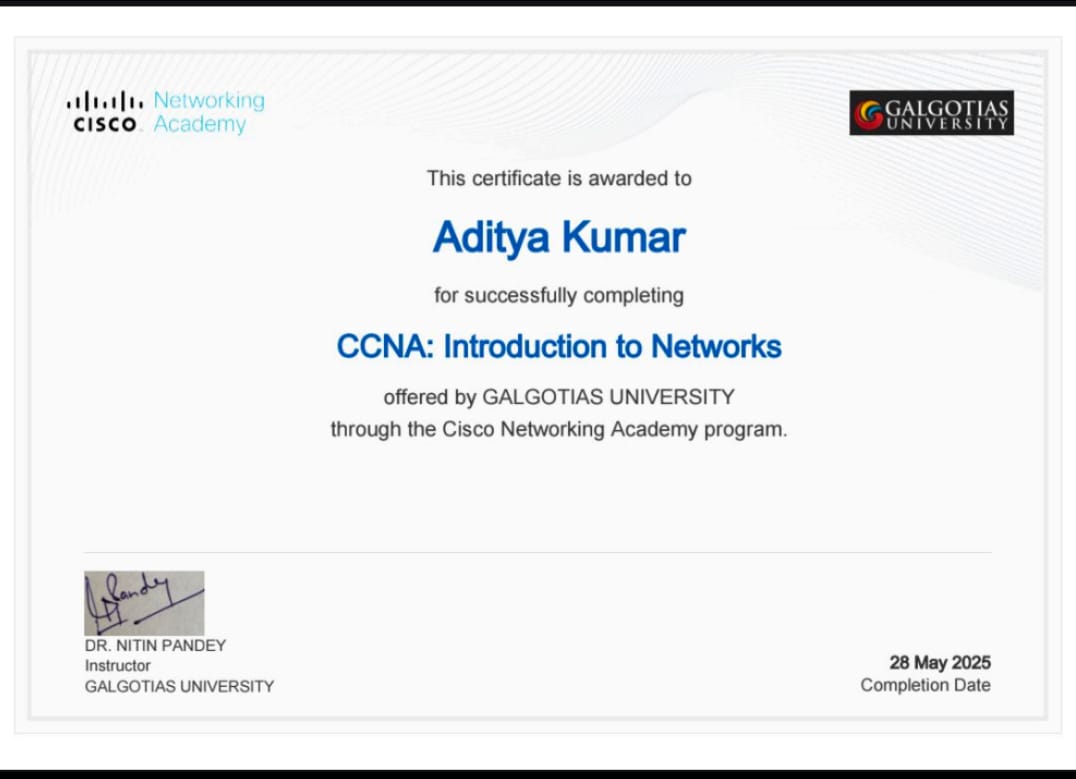 CISCO Networking
Academy
GALGOTIAS
UNIVERSITY
This certificate is awarded to
Aditya Kumar
for successfully completing
CCNA: Introduction to Networks
offered by GALGOTIAS UNIVERSITY
through the Cisco Networking Academy program.
Pandey
DR. NITIN PANDEY
Instructor
GALGOTIAS UNIVERSITY
28 May 2025
Completion Date